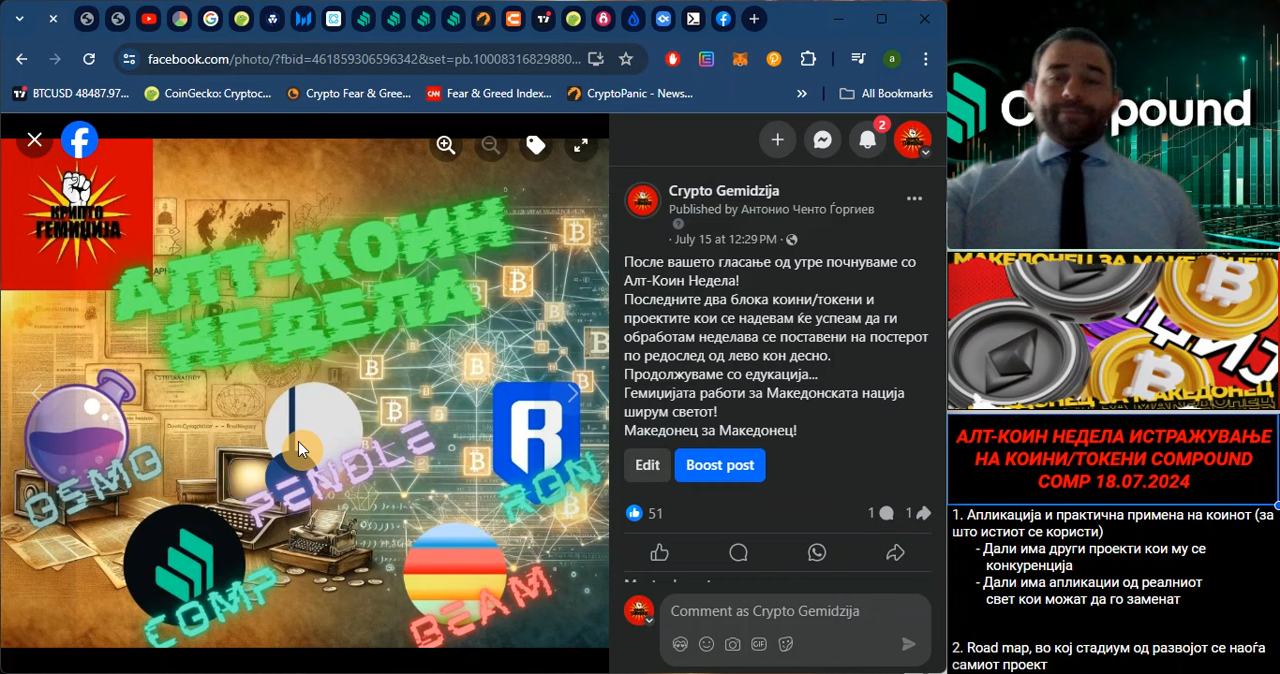 facebook.com/photo/?fbid=461859306596342&set=pb.10008316829880...
a
BTCUSD 48487.97...
CoinGecko: Cryptoc...
Crypto Fear & Gree...
CNN
Fear & Greed Index...
CryptoPanic - News...
»
All Bookmarks
КРИПТО
ГЕМИЏИЈА
АЛТ-КОИН
НЕДЕЛА
OSMO
PENDLE
RON
COMP
BEAM
2
Crypto Gemidzija
Published by Антонио Ченто Ѓоргиев
· July 15 at 12:29 PM ·
После вашето гласање од утре почнуваме со
Алт-Коин Недела!
Последните два блока коини/токени и
проектите кои се надевам ќе успеам да ги
обработам неделава се поставени на постерот
по редослед од лево кон десно.
Продолжуваме со едукација...
Гемиџијата работи за Македонската нација
ширум светот!
Македонец за Македонец!
Edit
Boost post
51
1
1
Comment as Crypto Gemidzija
GIF
Compound
МАКЕДОНЕЦ ЗА МАКЕДОН
МАКЕДОНЕЦ
АЛТ-КОИН НЕДЕЛА ИСТРАЖУВАЊЕ
НА КОИНИ/ТОКЕНИ COMPOUND
COMP 18.07.2024
1. Апликација и практична примена на коинот (за
што истиот се користи)
- Дали има други проекти кои му се
конкуренција
- Дали има апликации од реалниот
свет кои можат да го заменат
2. Road map, во кој стадиум од развојот се наоѓа
самиот проект